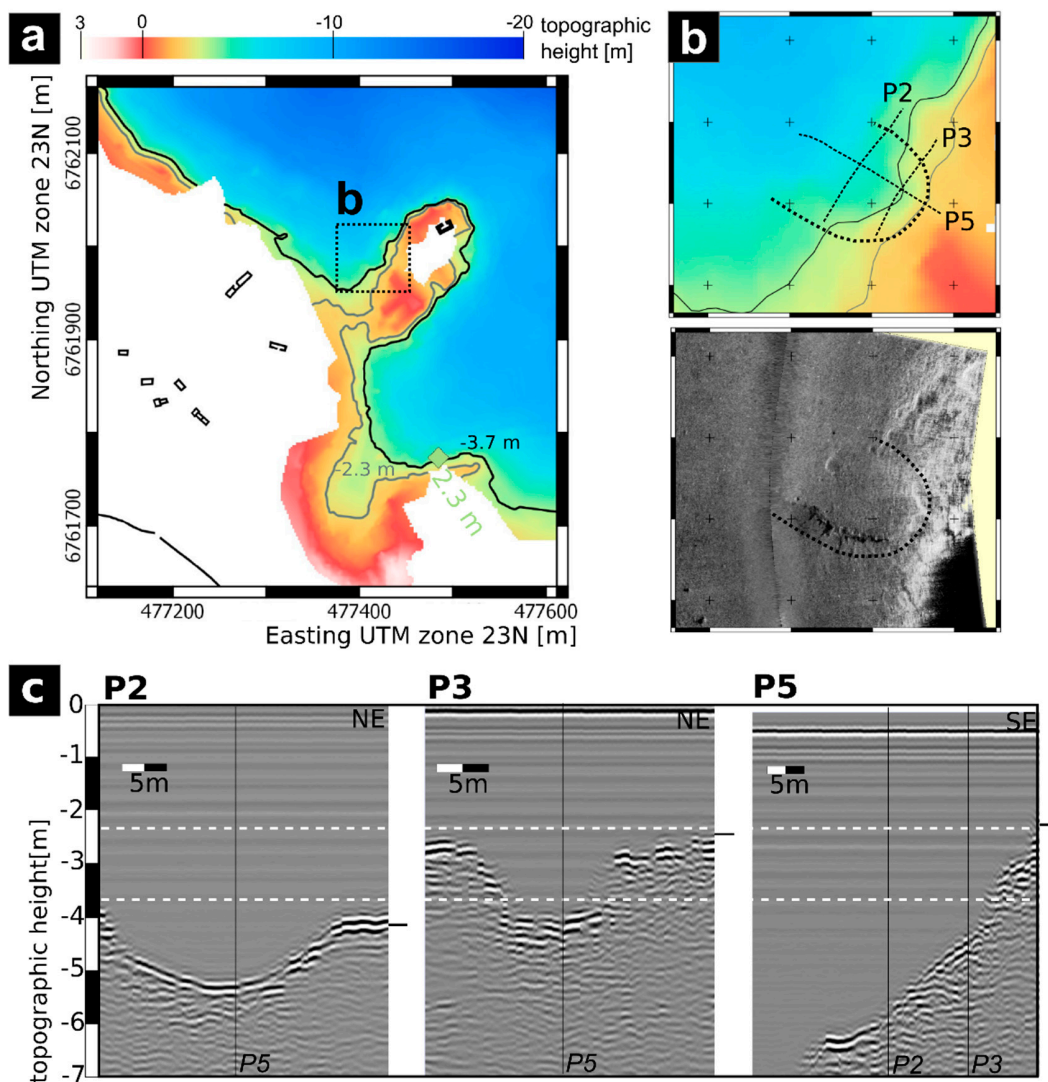 a
3 0 -10 -20 topographic
height [m]
b
Northing UTM zone 23N [m]
6762100
6761900
6761700
b
-3.7 m
-2.3 m
2.3 m
477200 477400 477600
Easting UTM zone 23N [m]
P2
P3
P5
c
P2 P3 P5
topographic height[m]
0
-1
-2
-3
-4
-5
-6
-7
NE NE SE
5m 5m 5m
P5 P5 P2 P3